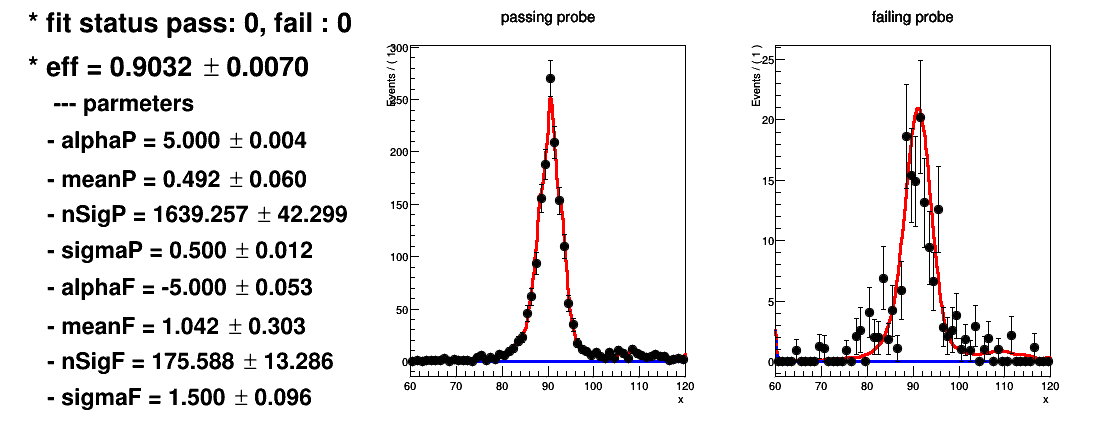 * fit status pass: 0, fail : 0
* eff = 0.9032 ± 0.0070
--- parmeters
- alphaP = 5.000 ± 0.004
- meanP = 0.492 ± 0.060
- nSigP = 1639.257 ± 42.299
- sigmaP = 0.500 ± 0.012
- alphaF = -5.000 ± 0.053
- meanF = 1.042 ± 0.303
- nSigF = 175.588 ± 13.286
- sigmaF = 1.500 ± 0.096
passing probe
Events / ( 1 )
300
250
200
150
100
50
0
60 70 80 90 100 110 120
x
failing probe
Events / ( 1 )
25
20
15
10
5
0
60 70 80 90 100 110 120
x